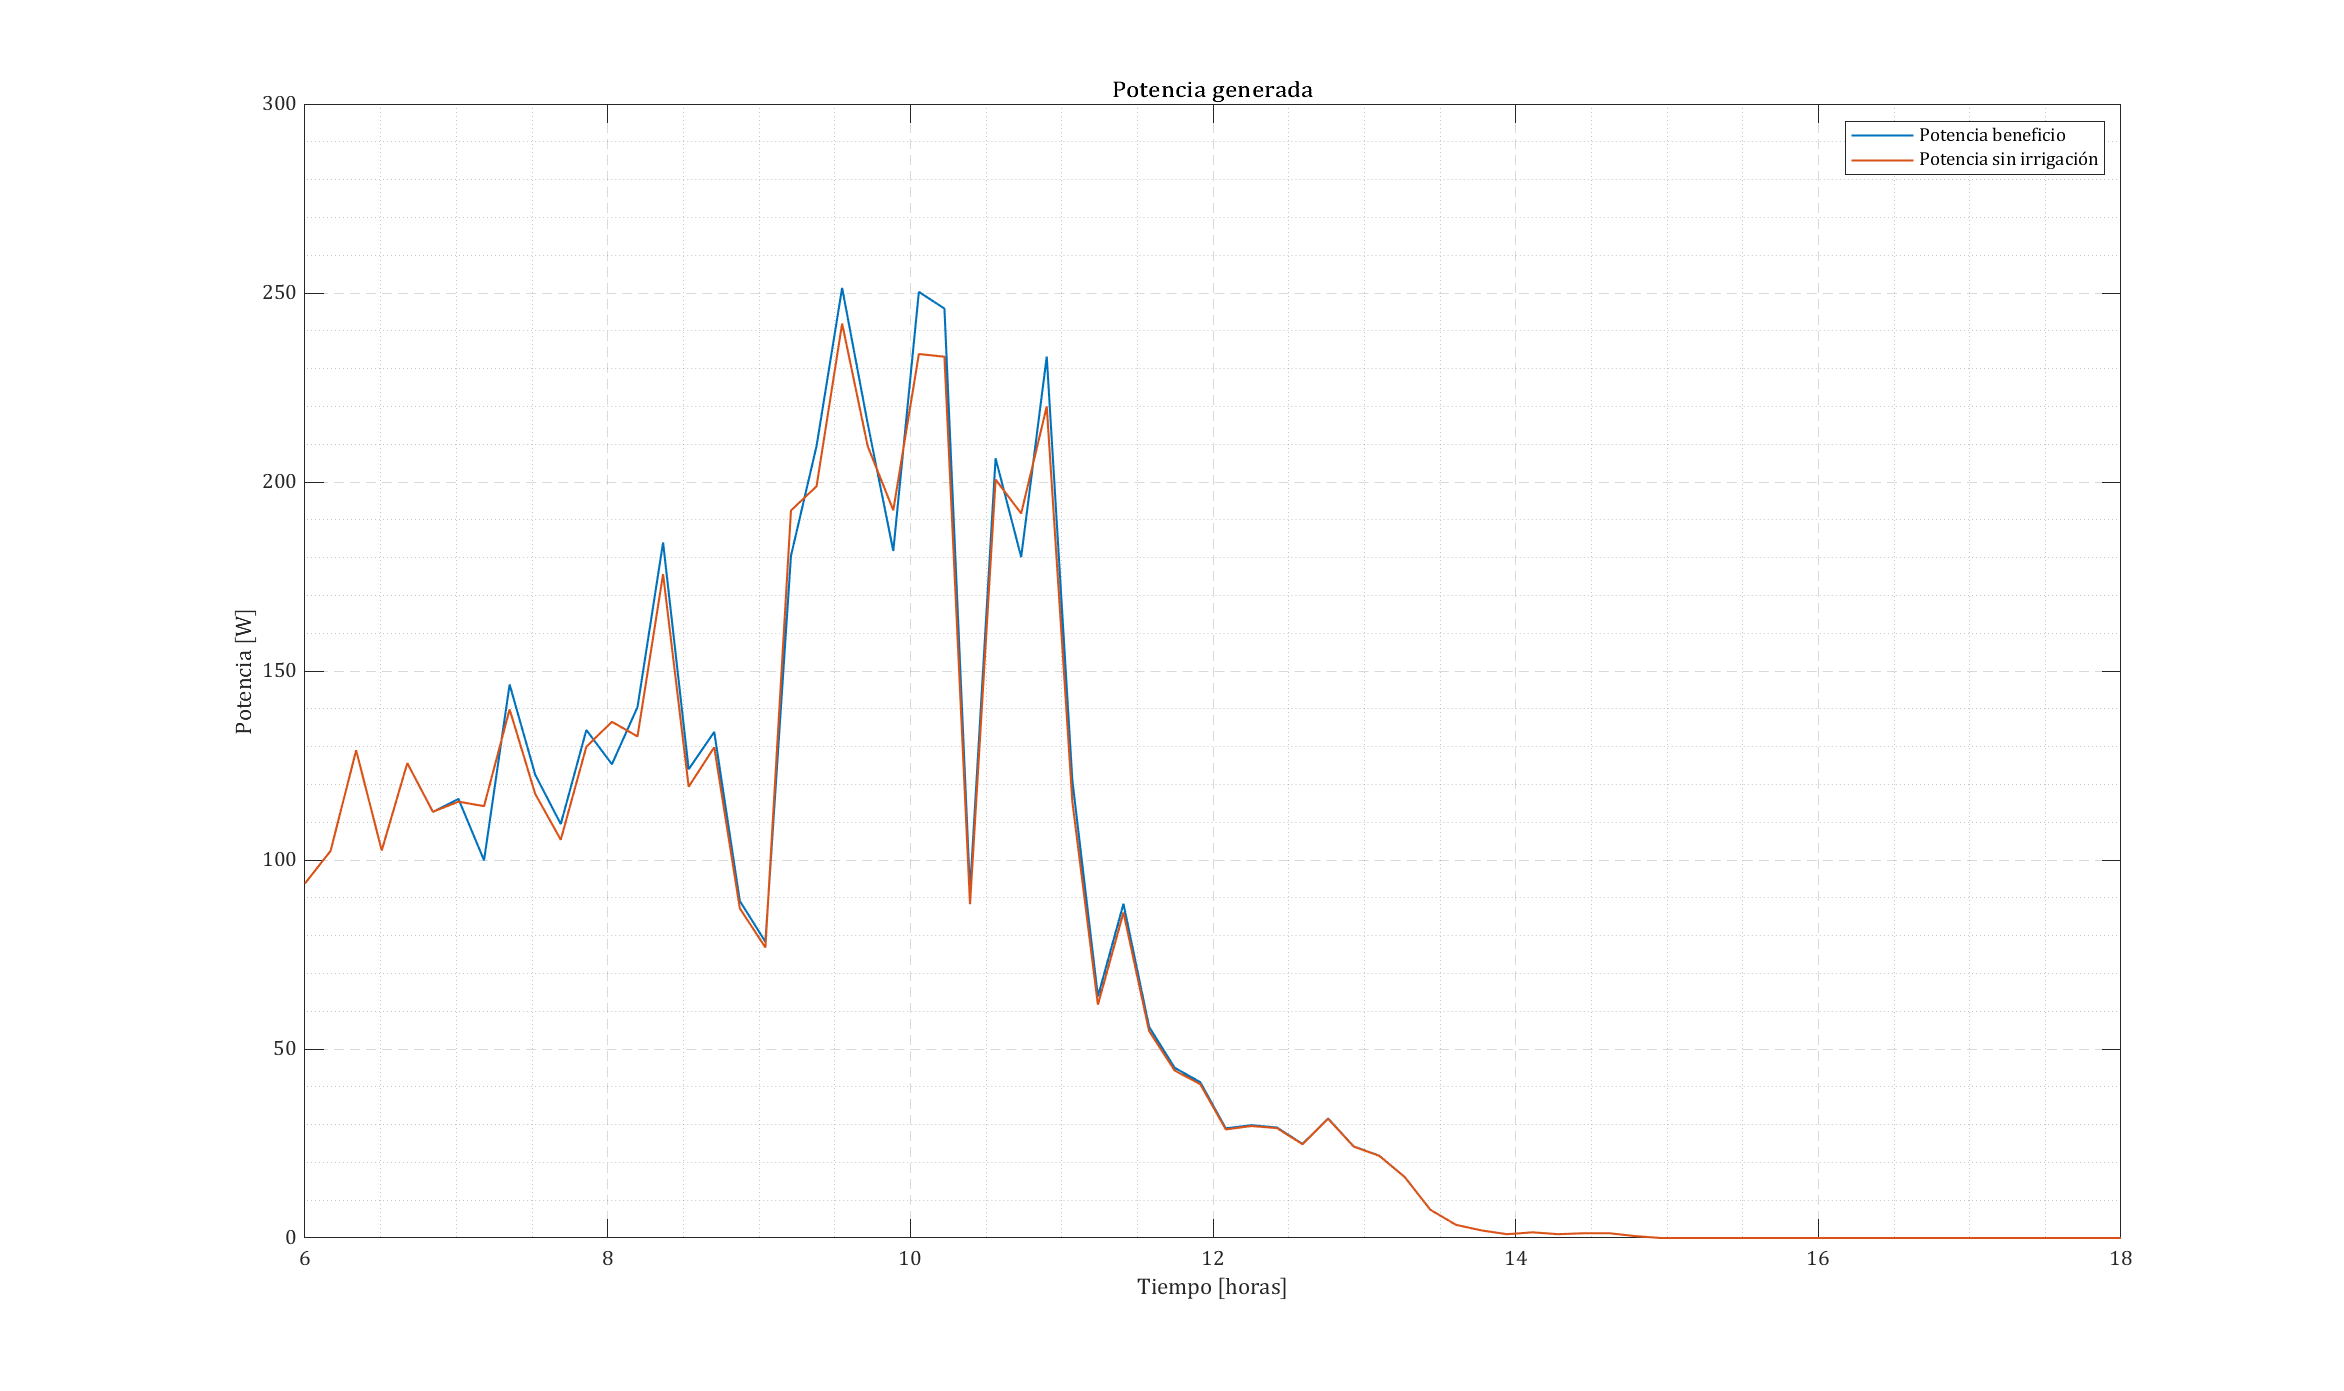 Potencia generada
300
Potencia beneficio
Potencia sin irrigación
250
200
150
100
50
0
Potencia [W]
6 8 10 12 14 16 18
Tiempo [horas]